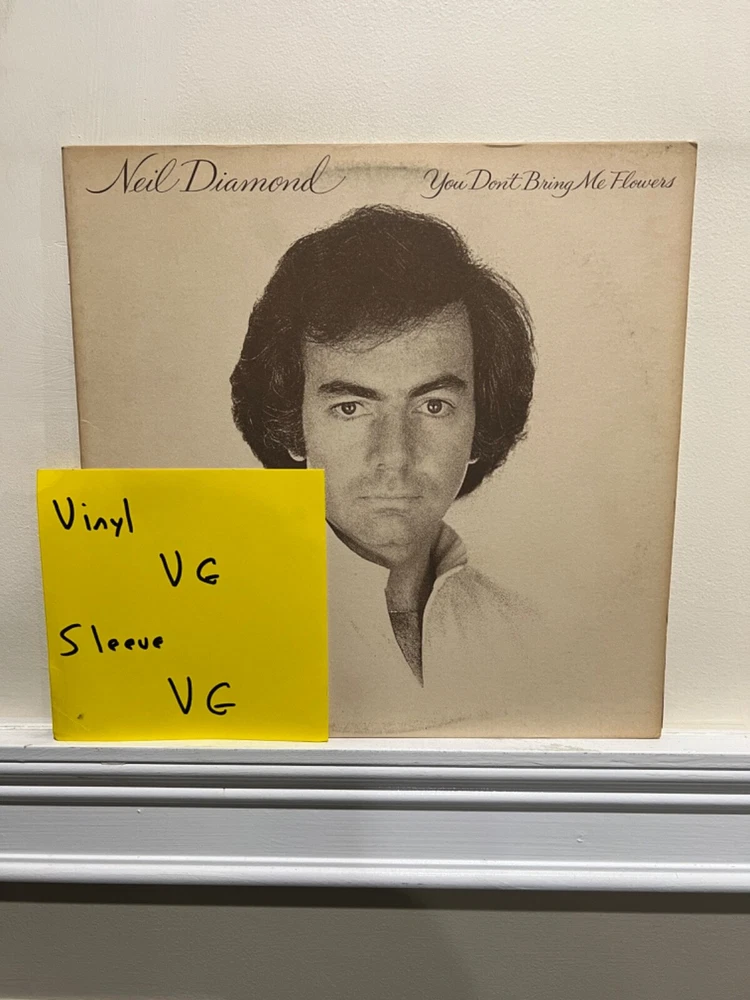 Neil Diamond
You Don't Bring Me Flowers
Vinyl
VG
Sleeve
VG